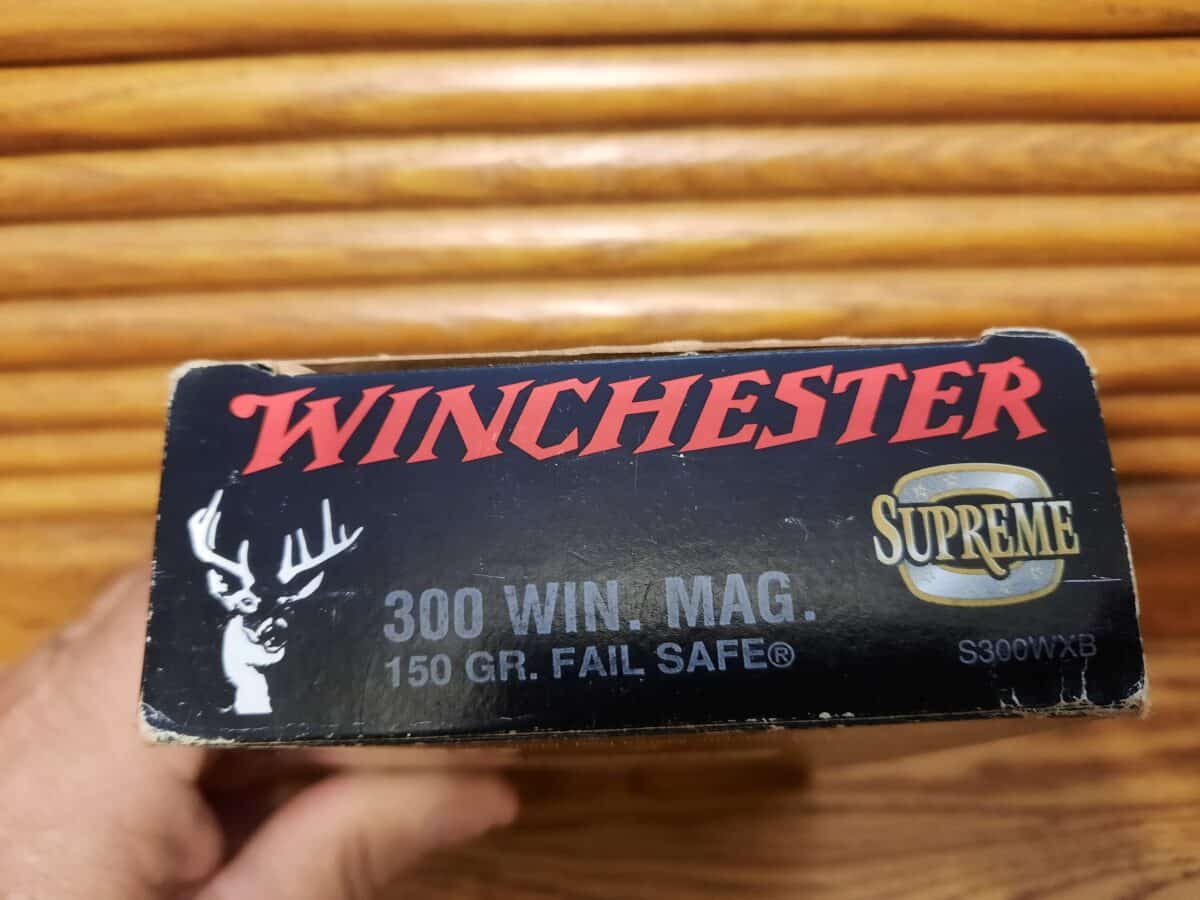 WINCHESTER
SUPREME
300 WIN. MAG.
150 GR. FAIL SAFE®
S300WXB